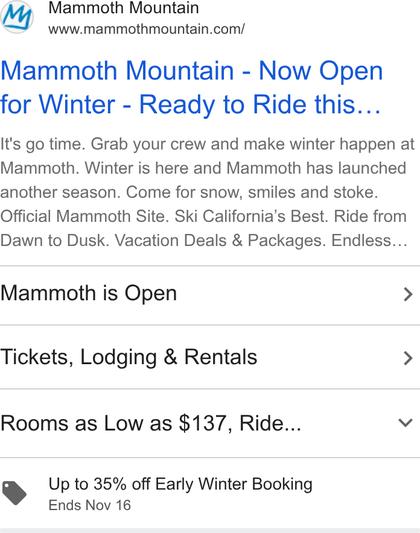 Mammoth Mountain
www.mammothmountain.com/
Mammoth Mountain - Now Open
for Winter - Ready to Ride this…
It's go time. Grab your crew and make winter happen at
Mammoth. Winter is here and Mammoth has launched
another season. Come for snow, smiles and stoke.
Official Mammoth Site. Ski California’s Best. Ride from
Dawn to Dusk. Vacation Deals & Packages. Endless…
Mammoth is Open
Tickets, Lodging & Rentals
Rooms as Low as $137, Ride...
Up to 35% off Early Winter Booking
Ends Nov 16